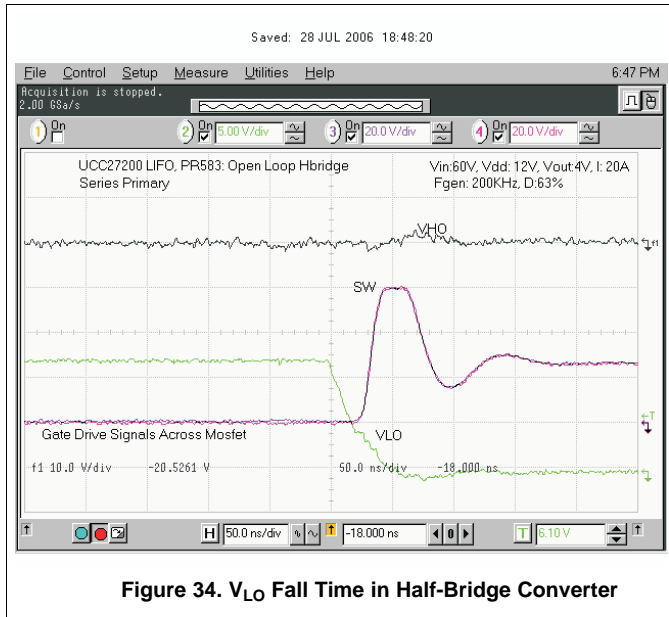 Saved: 28 JUL 2006 18:48:20
File Control Setup Measure Utilities Help 6:47 PM
Acquisition is stopped.
2.00 GSa/s
1 On 2 On 5.00 V/div 3 On 20.0 V/div 4 On 20.0 V/div
UCC27200 LIFO, PR583: Open Loop Hbridge
Series Primary
Vin:60V, Vdd: 12V, Vout:4V, I: 20A
Fgen: 200KHz, D:63%
VHO
f1
SW
T
Gate Drive Signals Across Mosfet
VLO
f1 10.0 V/div -20.5261 V 50.0 ns/div -18.000 ns
H 50.0 ns/div -18.000 ns 0 T 6.10 V
Figure 34. VLO Fall Time in Half-Bridge Converter